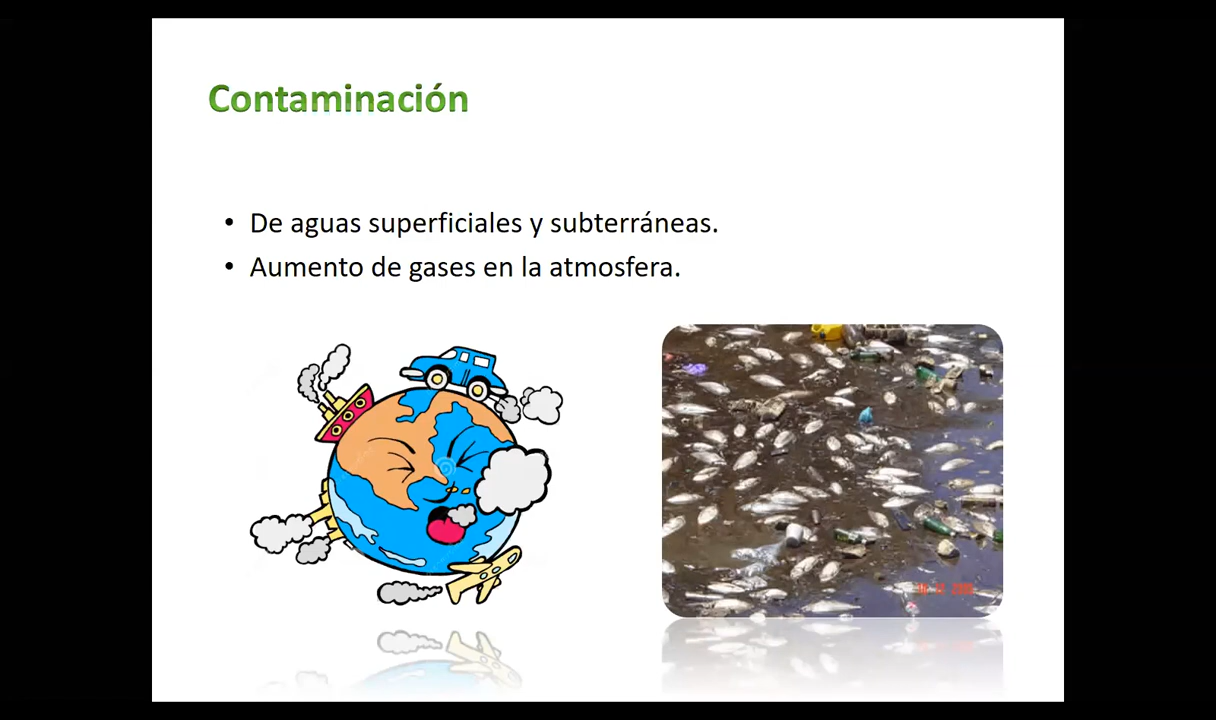 Contaminación
• De aguas superficiales y subterráneas.
• Aumento de gases en la atmosfera.